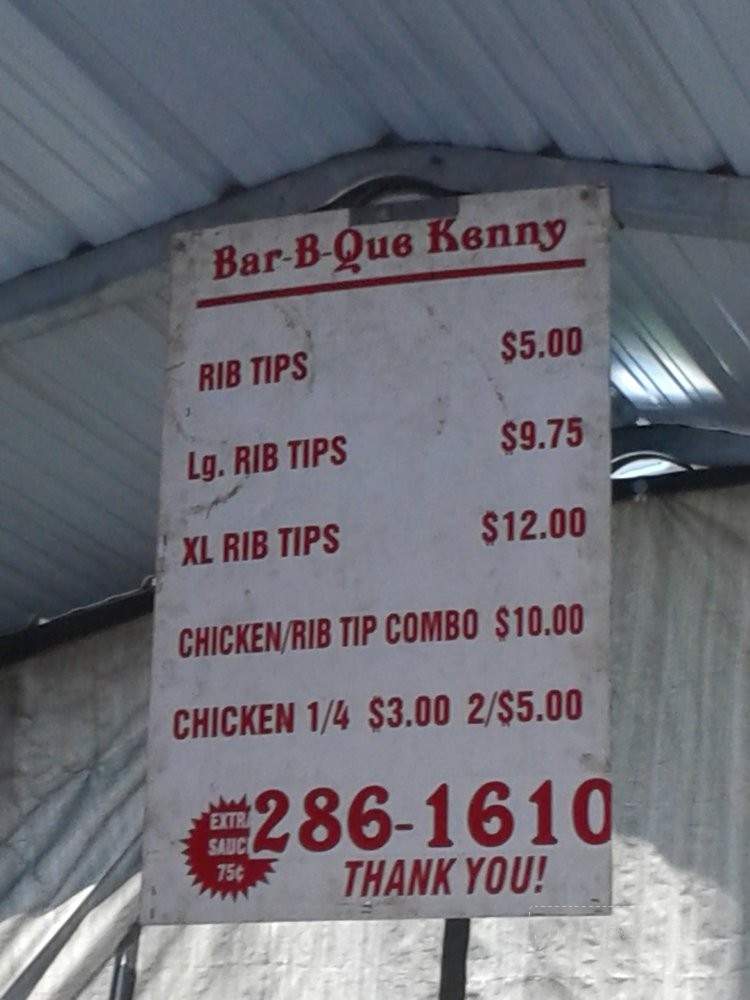 Bar-B-Que Kenny
RIB TIPS $5.00
Lg. RIB TIPS $9.75
XL RIB TIPS $12.00
CHICKEN/RIB TIP COMBO $10.00
CHICKEN 1/4 $3.00 2/$5.00
EXTR
SAUC
75¢
286-1610
THANK YOU!